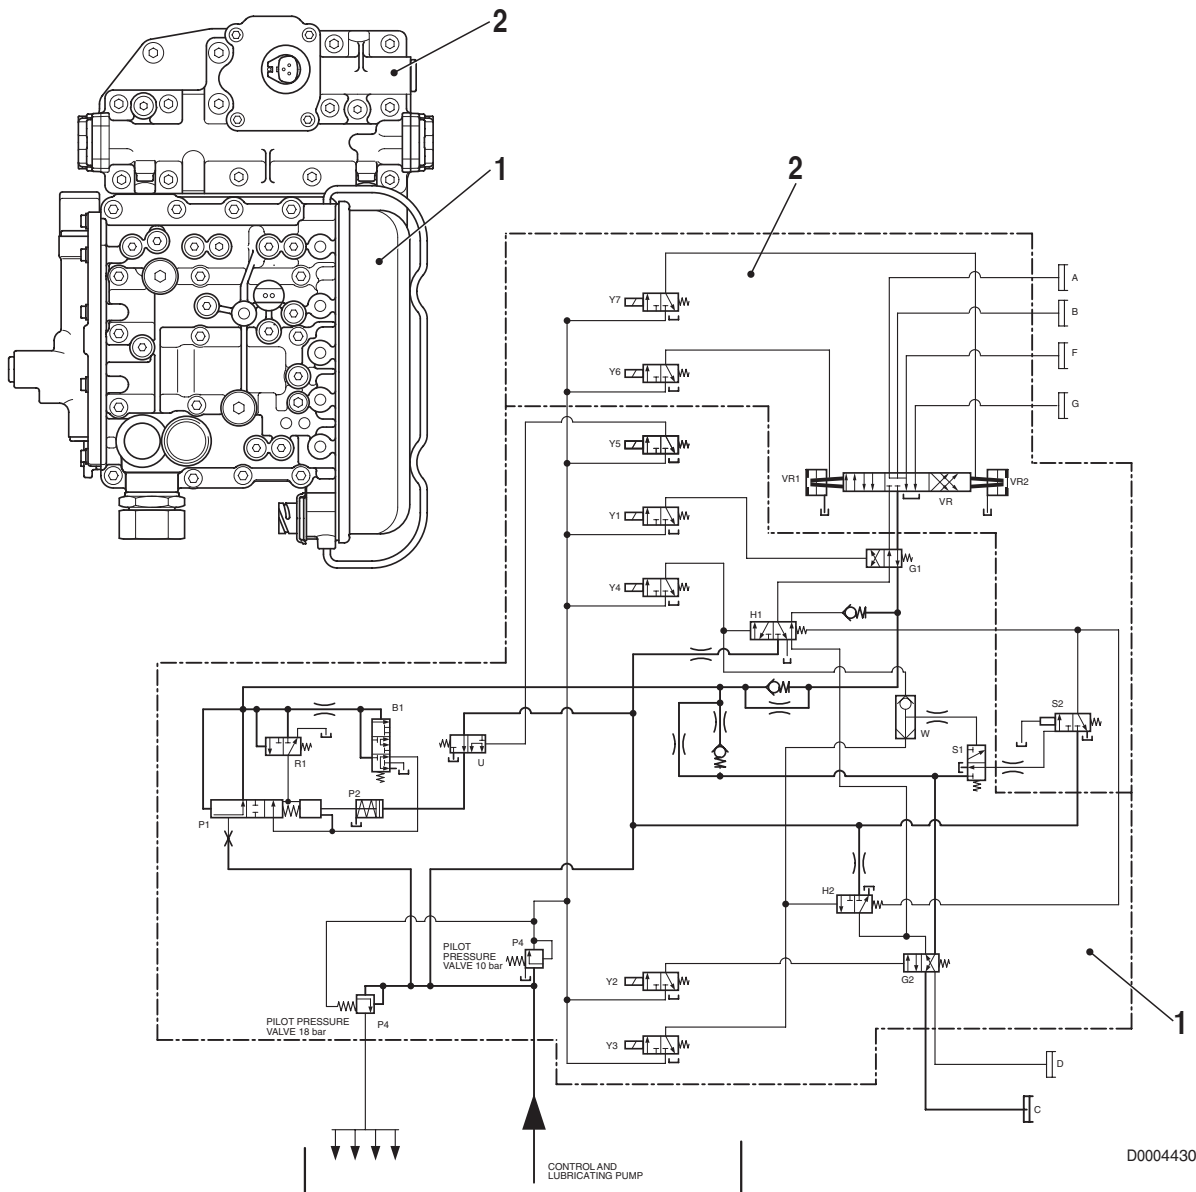 2
1
2
Y7
A
B
Y6
F
G
Y5
VR1
VR2
VR
Y1
G1
Y4
H1
B1
S2
R1
U
W
S1
P2
P1
H2
PILOT
PRESSURE
VALVE 10 bar
P4
G2
Y2
1
PILOT PRESSURE
VALVE 18 bar
P4
Y3
D
C
CONTROL AND
LUBRICATING PUMP
D0004430